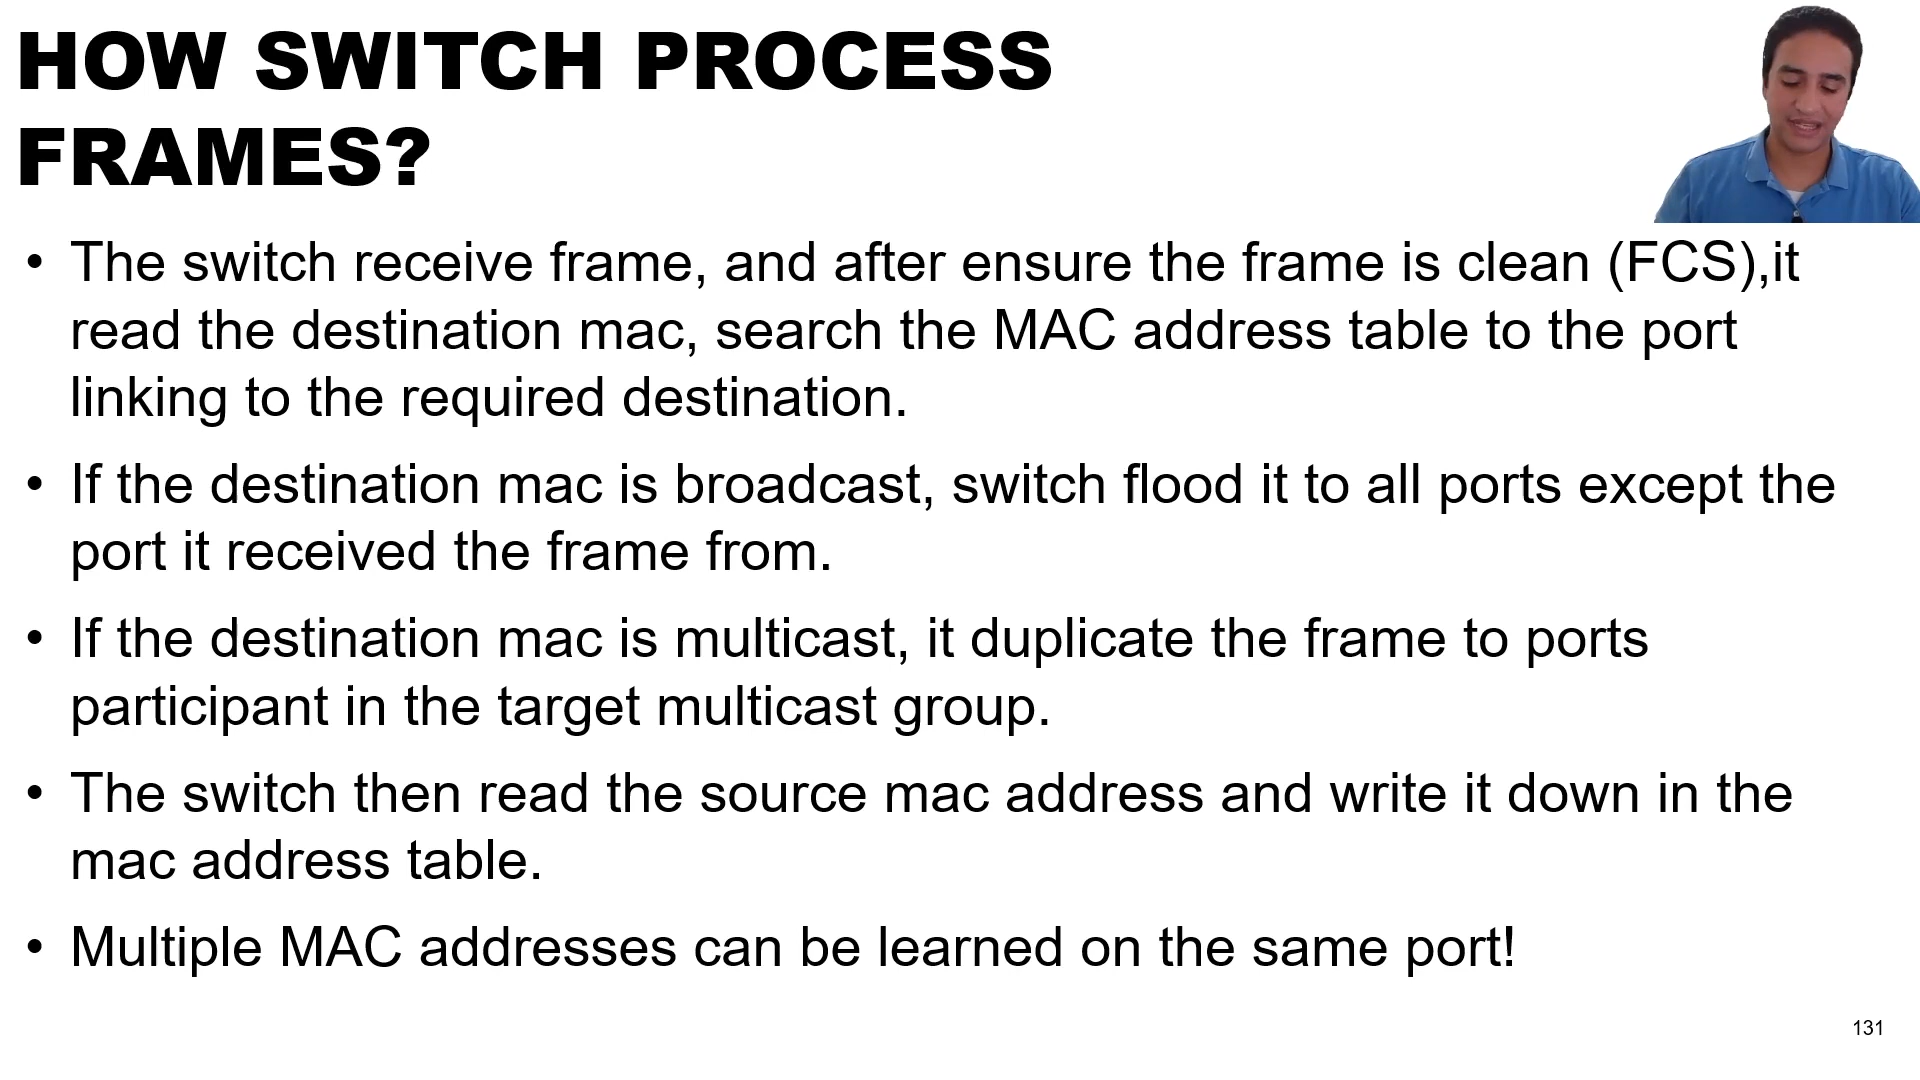 HOW SWITCH PROCESS
FRAMES?
• The switch receive frame, and after ensure the frame is clean (FCS),it
read the destination mac, search the MAC address table to the port
linking to the required destination.
• If the destination mac is broadcast, switch flood it to all ports except the
port it received the frame from.
• If the destination mac is multicast, it duplicate the frame to ports
participant in the target multicast group.
• The switch then read the source mac address and write it down in the
mac address table.
• Multiple MAC addresses can be learned on the same port!
131